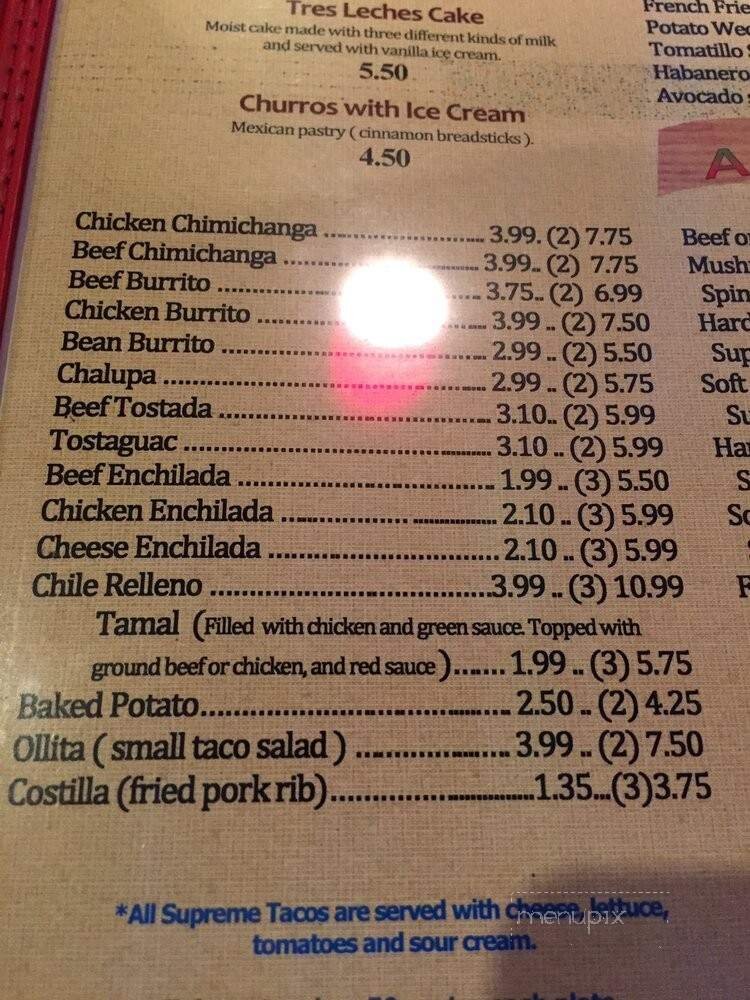 Tres Leches Cake
Moist cake made with three different kinds of milk
and served with vanilla ice cream.
5.50
Churros with Ice Cream
Mexican pastry ( cinnamon breadsticks ).
4.50
Chicken Chimichanga ........................... 3.99. (2) 7.75
Beef Chimichanga ................................ 3.99.. (2) 7.75
Beef Burrito .......................................... 3.75.. (2) 6.99
Chicken Burrito .................................... 3.99 .. (2) 7.50
Bean Burrito ......................................... 2.99 .. (2) 5.50
Chalupa ................................................. 2.99 .. (2) 5.75
Beef Tostada ......................................... 3.10.. (2) 5.99
Tostaguac .............................................. 3.10 .. (2) 5.99
Beef Enchilada ...................................... 1.99 .. (3) 5.50
Chicken Enchilada ................... .............. 2.10 .. (3) 5.99
Cheese Enchilada .................................. 2.10 .. (3) 5.99
Chile Relleno .........................................3.99 .. (3) 10.99
Tamal (Filled with chicken and green sauce. Topped with
ground beef or chicken, and red sauce )....... 1.99 .. (3) 5.75
Baked Potato............................................ 2.50 .. (2) 4.25
Ollita ( small taco salad ) ...................... 3.99 .. (2) 7.50
Costilla (fried pork rib).............................1.35...(3)3.75
*All Supreme Tacos are served with cheese, lettuce,
tomatoes and sour cream.
French
Potato
Tomatillo
Habanero
Avocado
Beef
Hard
Soft
menupix